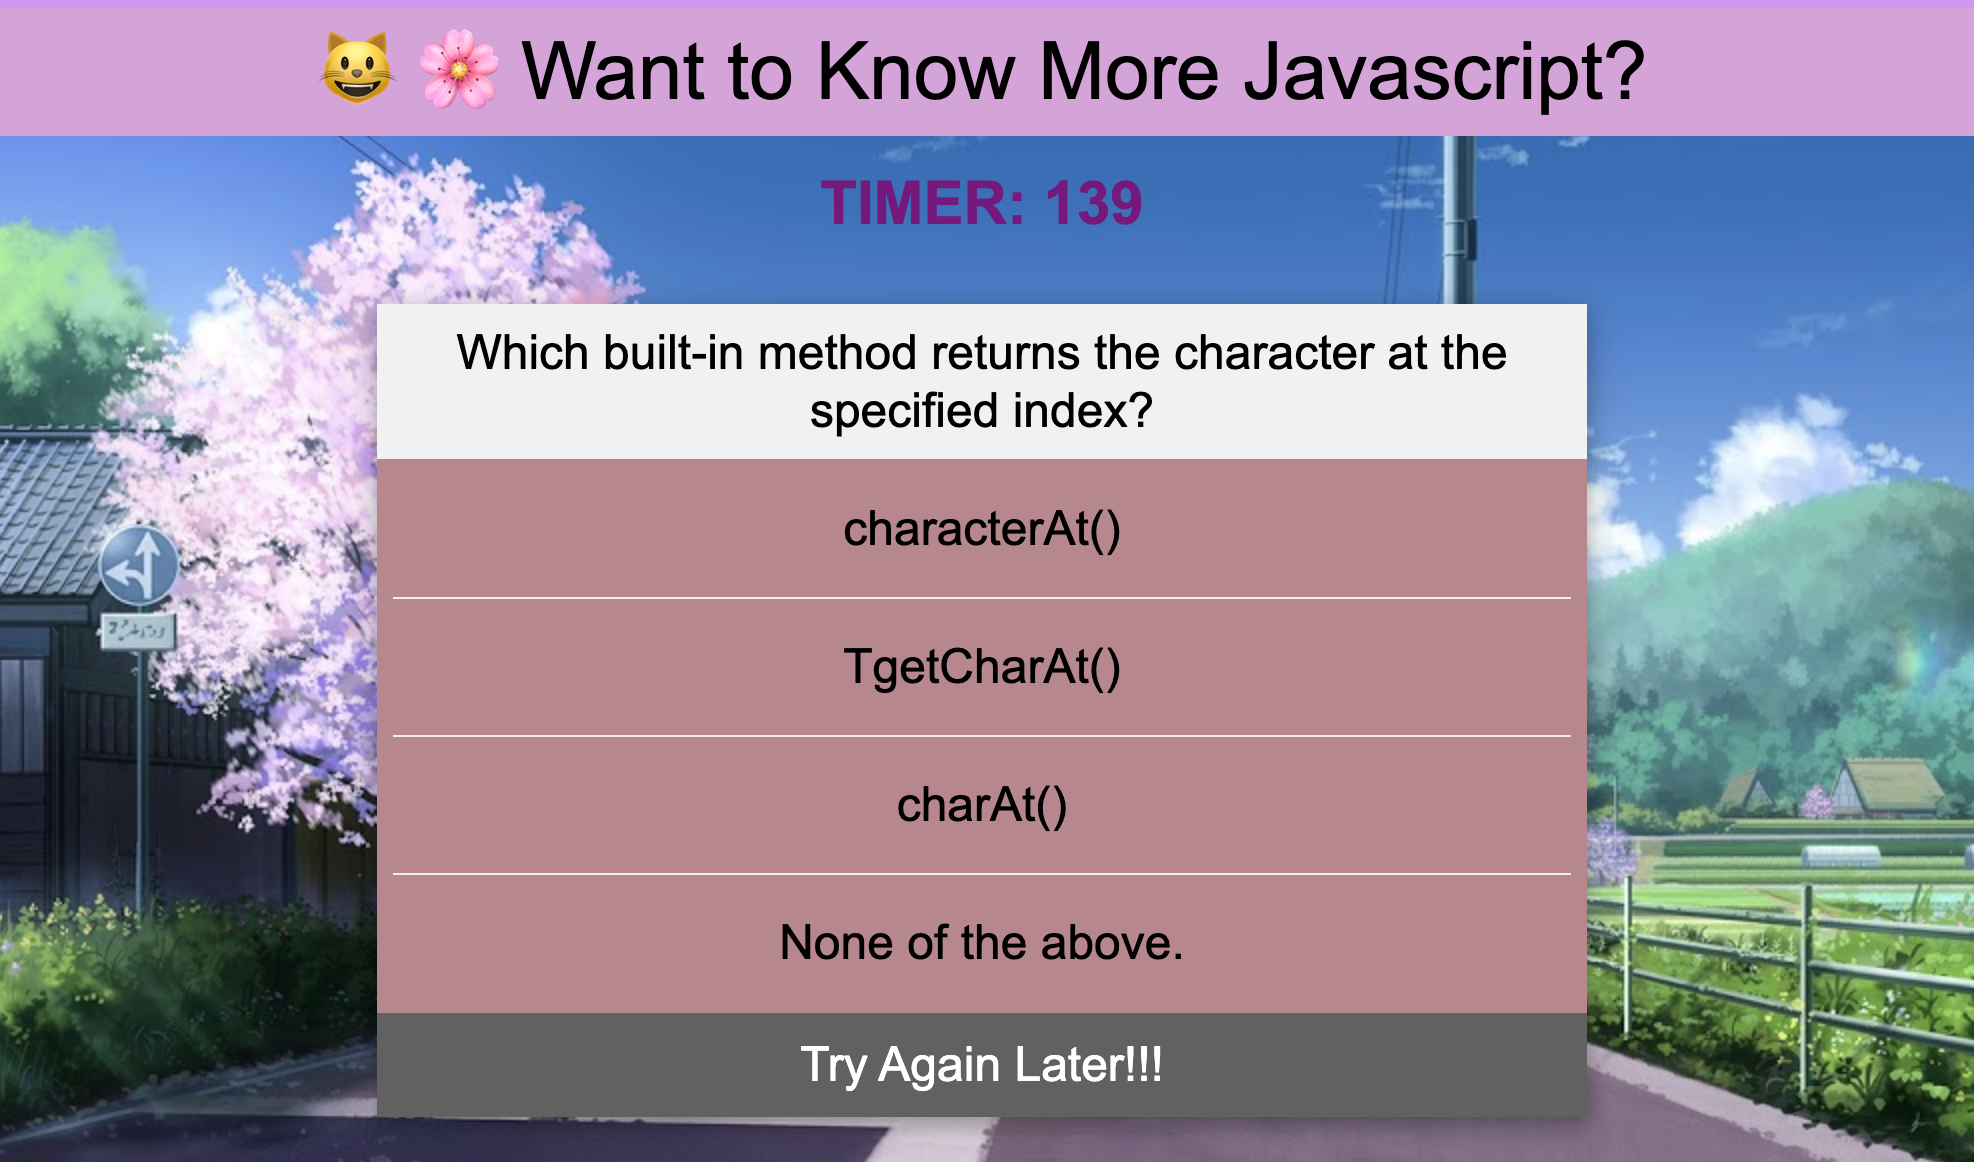 😺 🌸 Want to Know More Javascript?
TIMER: 139
Which built-in method returns the character at the
specified index?
characterAt()
TgetCharAt()
charAt()
None of the above.
Try Again Later!!!